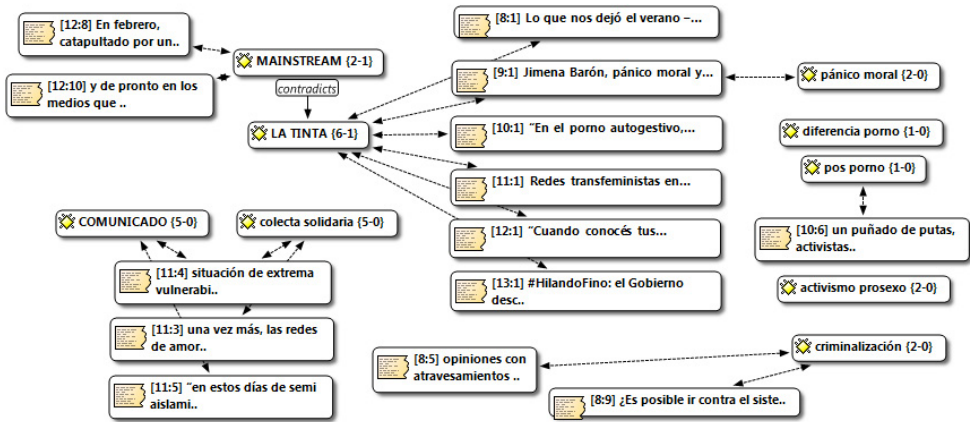 [12:8] En febrero,
catapultado por un..
MAINSTREAM {2-1}
[12:10] y de pronto en los
medios que ..
contradicts
LA TINTA {6-1}
[8:1] Lo que nos dejó el verano –...
[9:1] Jimena Barón, pánico moral y...
pánico moral {2-0}
[10:1] "En el porno autogestivo,...
diferencia porno {1-0}
pos porno {1-0}
[11:1] Redes transfeministas en...
[12:1] "Cuando conocés tus...
[10:6] un puñado de putas,
activistas..
[13:1] #HilandoFino: el Gobierno
desc..
activismo prosexo {2-0}
COMUNICADO {5-0}
colecta solidaria {5-0}
[11:4] situación de extrema
vulnerabi..
[11:3] una vez más, las redes
de amor..
[11:5] "en estos días de semi
aislami..
[8:5] opiniones con
atravesamientos ..
criminalización {2-0}
[8:9] ¿Es posible ir contra el siste..